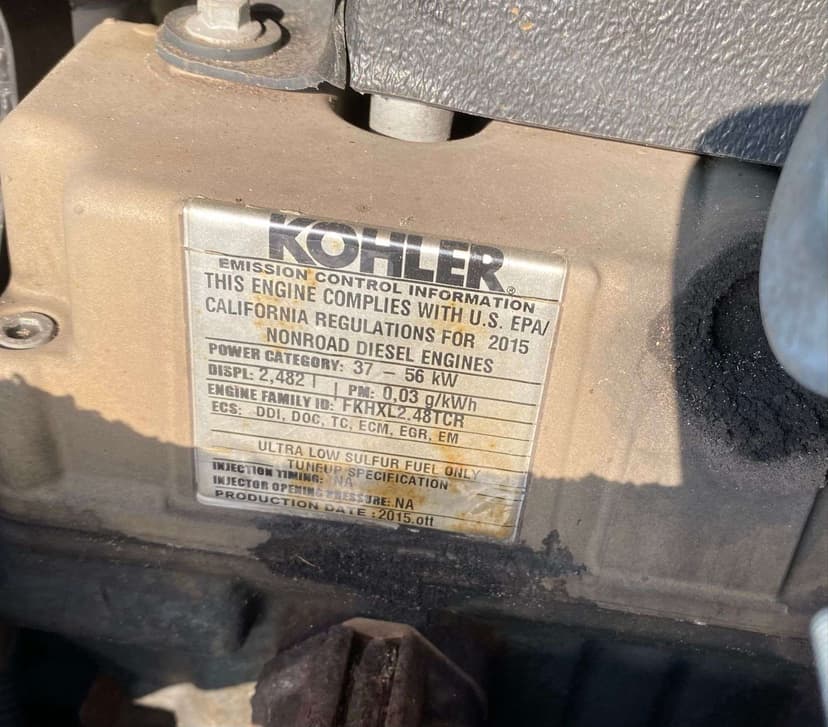 KOHLER®
EMISSION CONTROL INFORMATION
THIS ENGINE COMPLIES WITH U.S. EPA/
CALIFORNIA REGULATIONS FOR 2015
NONROAD DIESEL ENGINES
POWER CATEGORY: 37 – 56 kW
DISPL: 2,482 l | PM: 0,03 g/kWh
ENGINE FAMILY ID: FKHXL2.48TCR
ECS: DDI, DOC, TC, ECM, EGR, EM
ULTRA LOW SULFUR FUEL ONLY
TUNEUP SPECIFICATION
INJECTION TIMING: NA
INJECTOR OPENING PRESSURE: NA
PRODUCTION DATE : 2015.ott